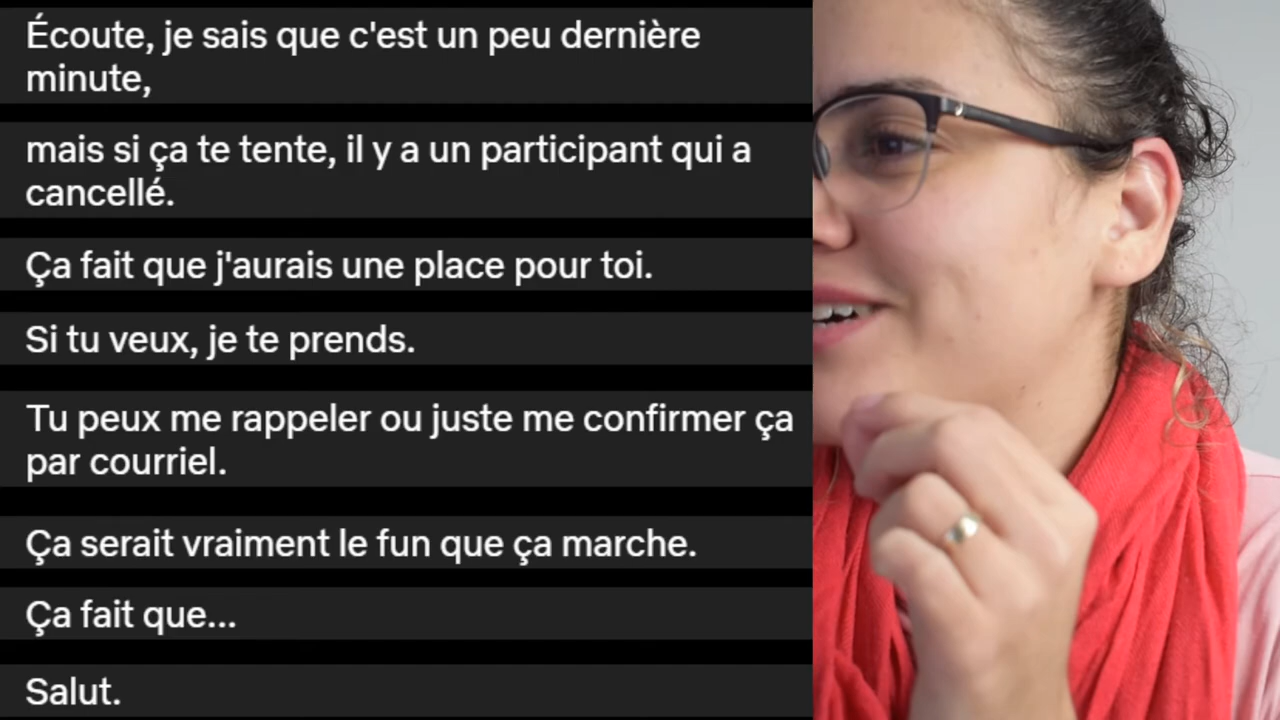 Écoute, je sais que c'est un peu dernière
minute,
mais si ça te tente, il y a un participant qui a
cancellé.
Ça fait que j'aurais une place pour toi.
Si tu veux, je te prends.
Tu peux me rappeler ou juste me confirmer ça
par courriel.
Ça serait vraiment le fun que ça marche.
Ça fait que...
Salut.